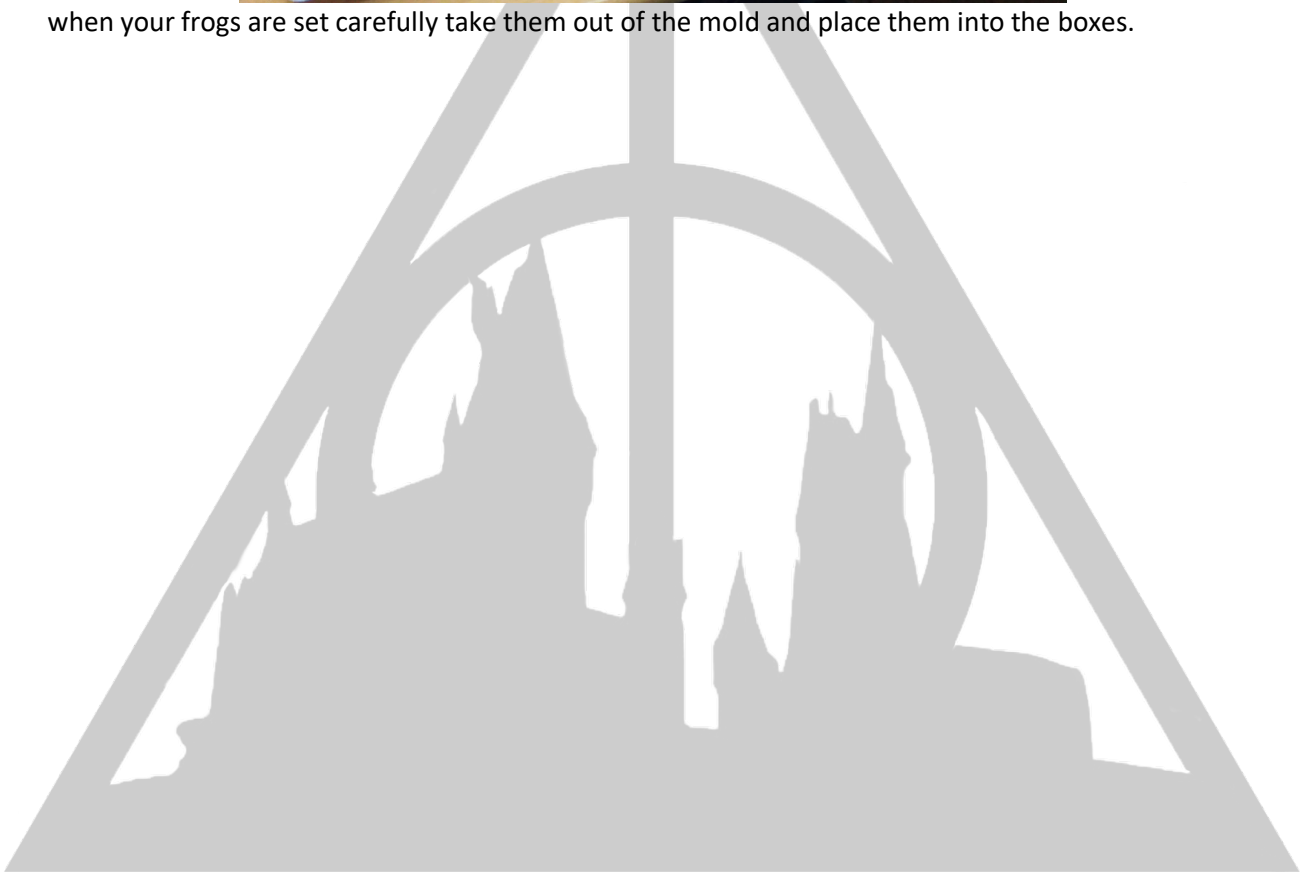 when your frogs are set carefully take them out of the mold and place them into the boxes.